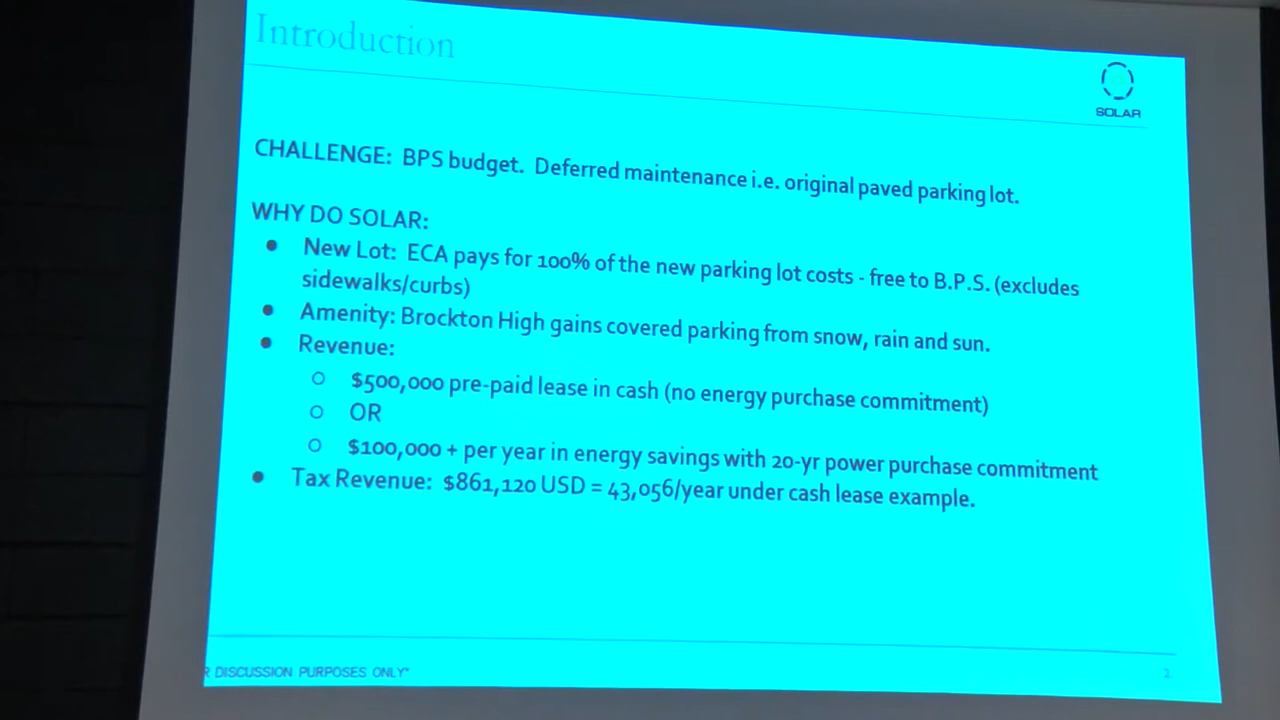 Introduction
SOLAR
CHALLENGE: BPS budget. Deferred maintenance i.e. original paved parking lot.
WHY DO SOLAR:
● New Lot: ECA pays for 100% of the new parking lot costs - free to B.P.S. (excludes
sidewalks/curbs)
● Amenity: Brockton High gains covered parking from snow, rain and sun.
● Revenue:
○ $500,000 pre-paid lease in cash (no energy purchase commitment)
○ OR
○ $100,000 + per year in energy savings with 20-yr power purchase commitment
● Tax Revenue: $861,120 USD = 43,056/year under cash lease example.
R DISCUSSION PURPOSES ONLY"
2